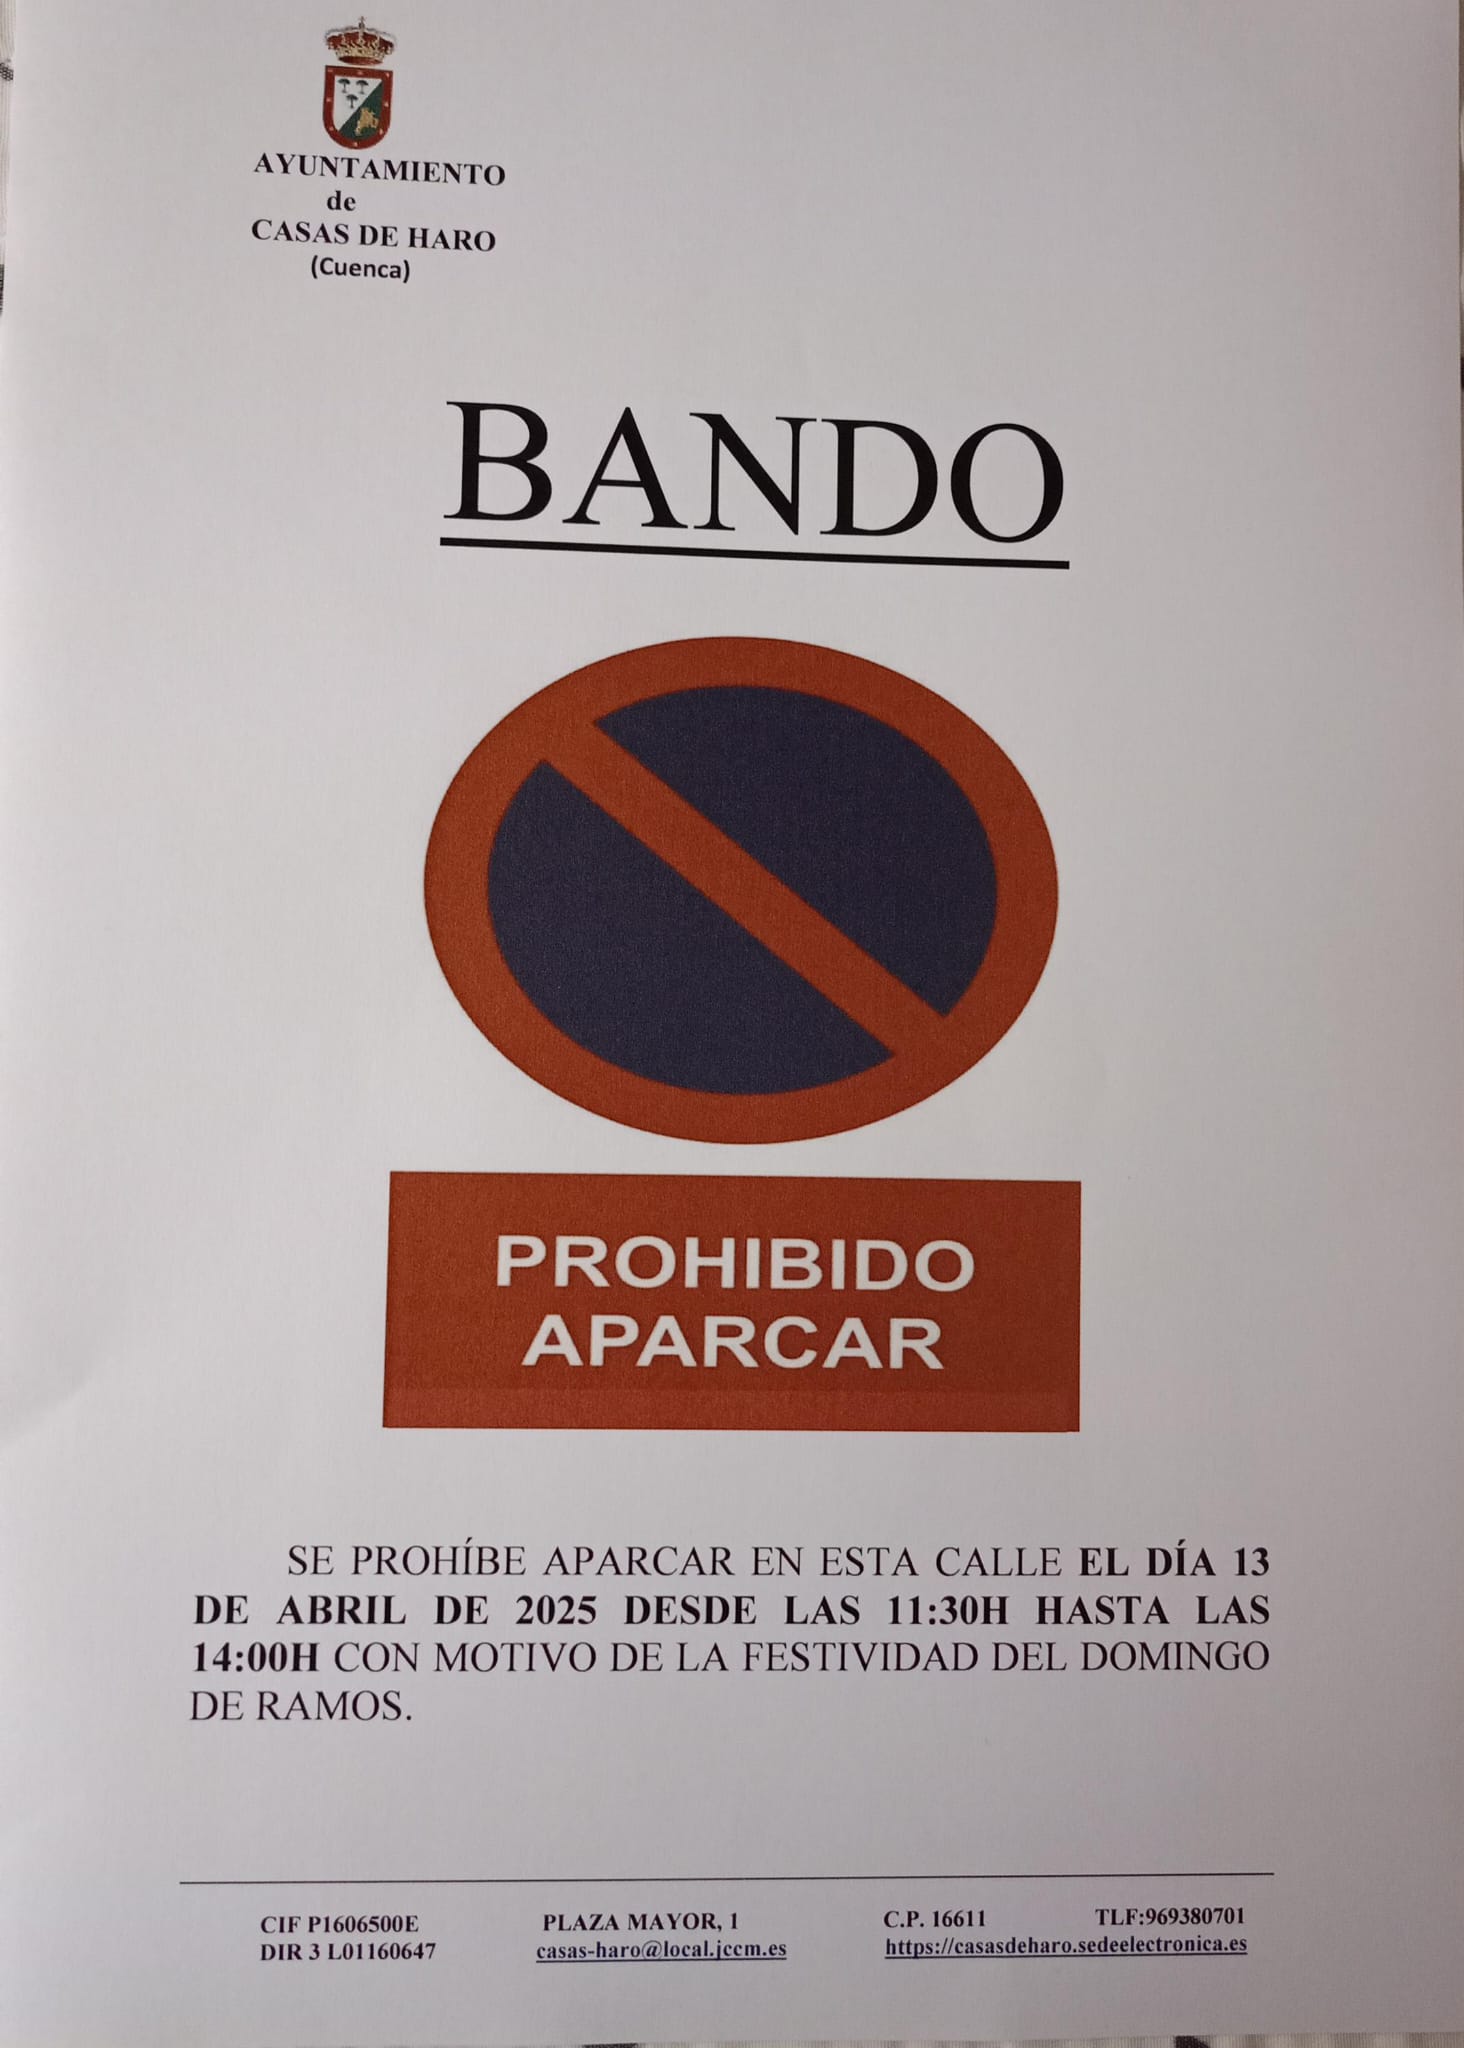 AYUNTAMIENTO
de
CASAS DE HARO
(Cuenca)
BANDO
PROHIBIDO
APARCAR
SE PROHÍBE APARCAR EN ESTA CALLE EL DÍA 13
DE ABRIL DE 2025 DESDE LAS 11:30H HASTA LAS
14:00H CON MOTIVO DE LA FESTIVIDAD DEL DOMINGO
DE RAMOS.
CIF P1606500E PLAZA MAYOR, 1 C.P. 16611 TLF:969380701
DIR 3 L01160647 casas-haro@local.jccm.es https://casasdeharo.sedeelectronica.es